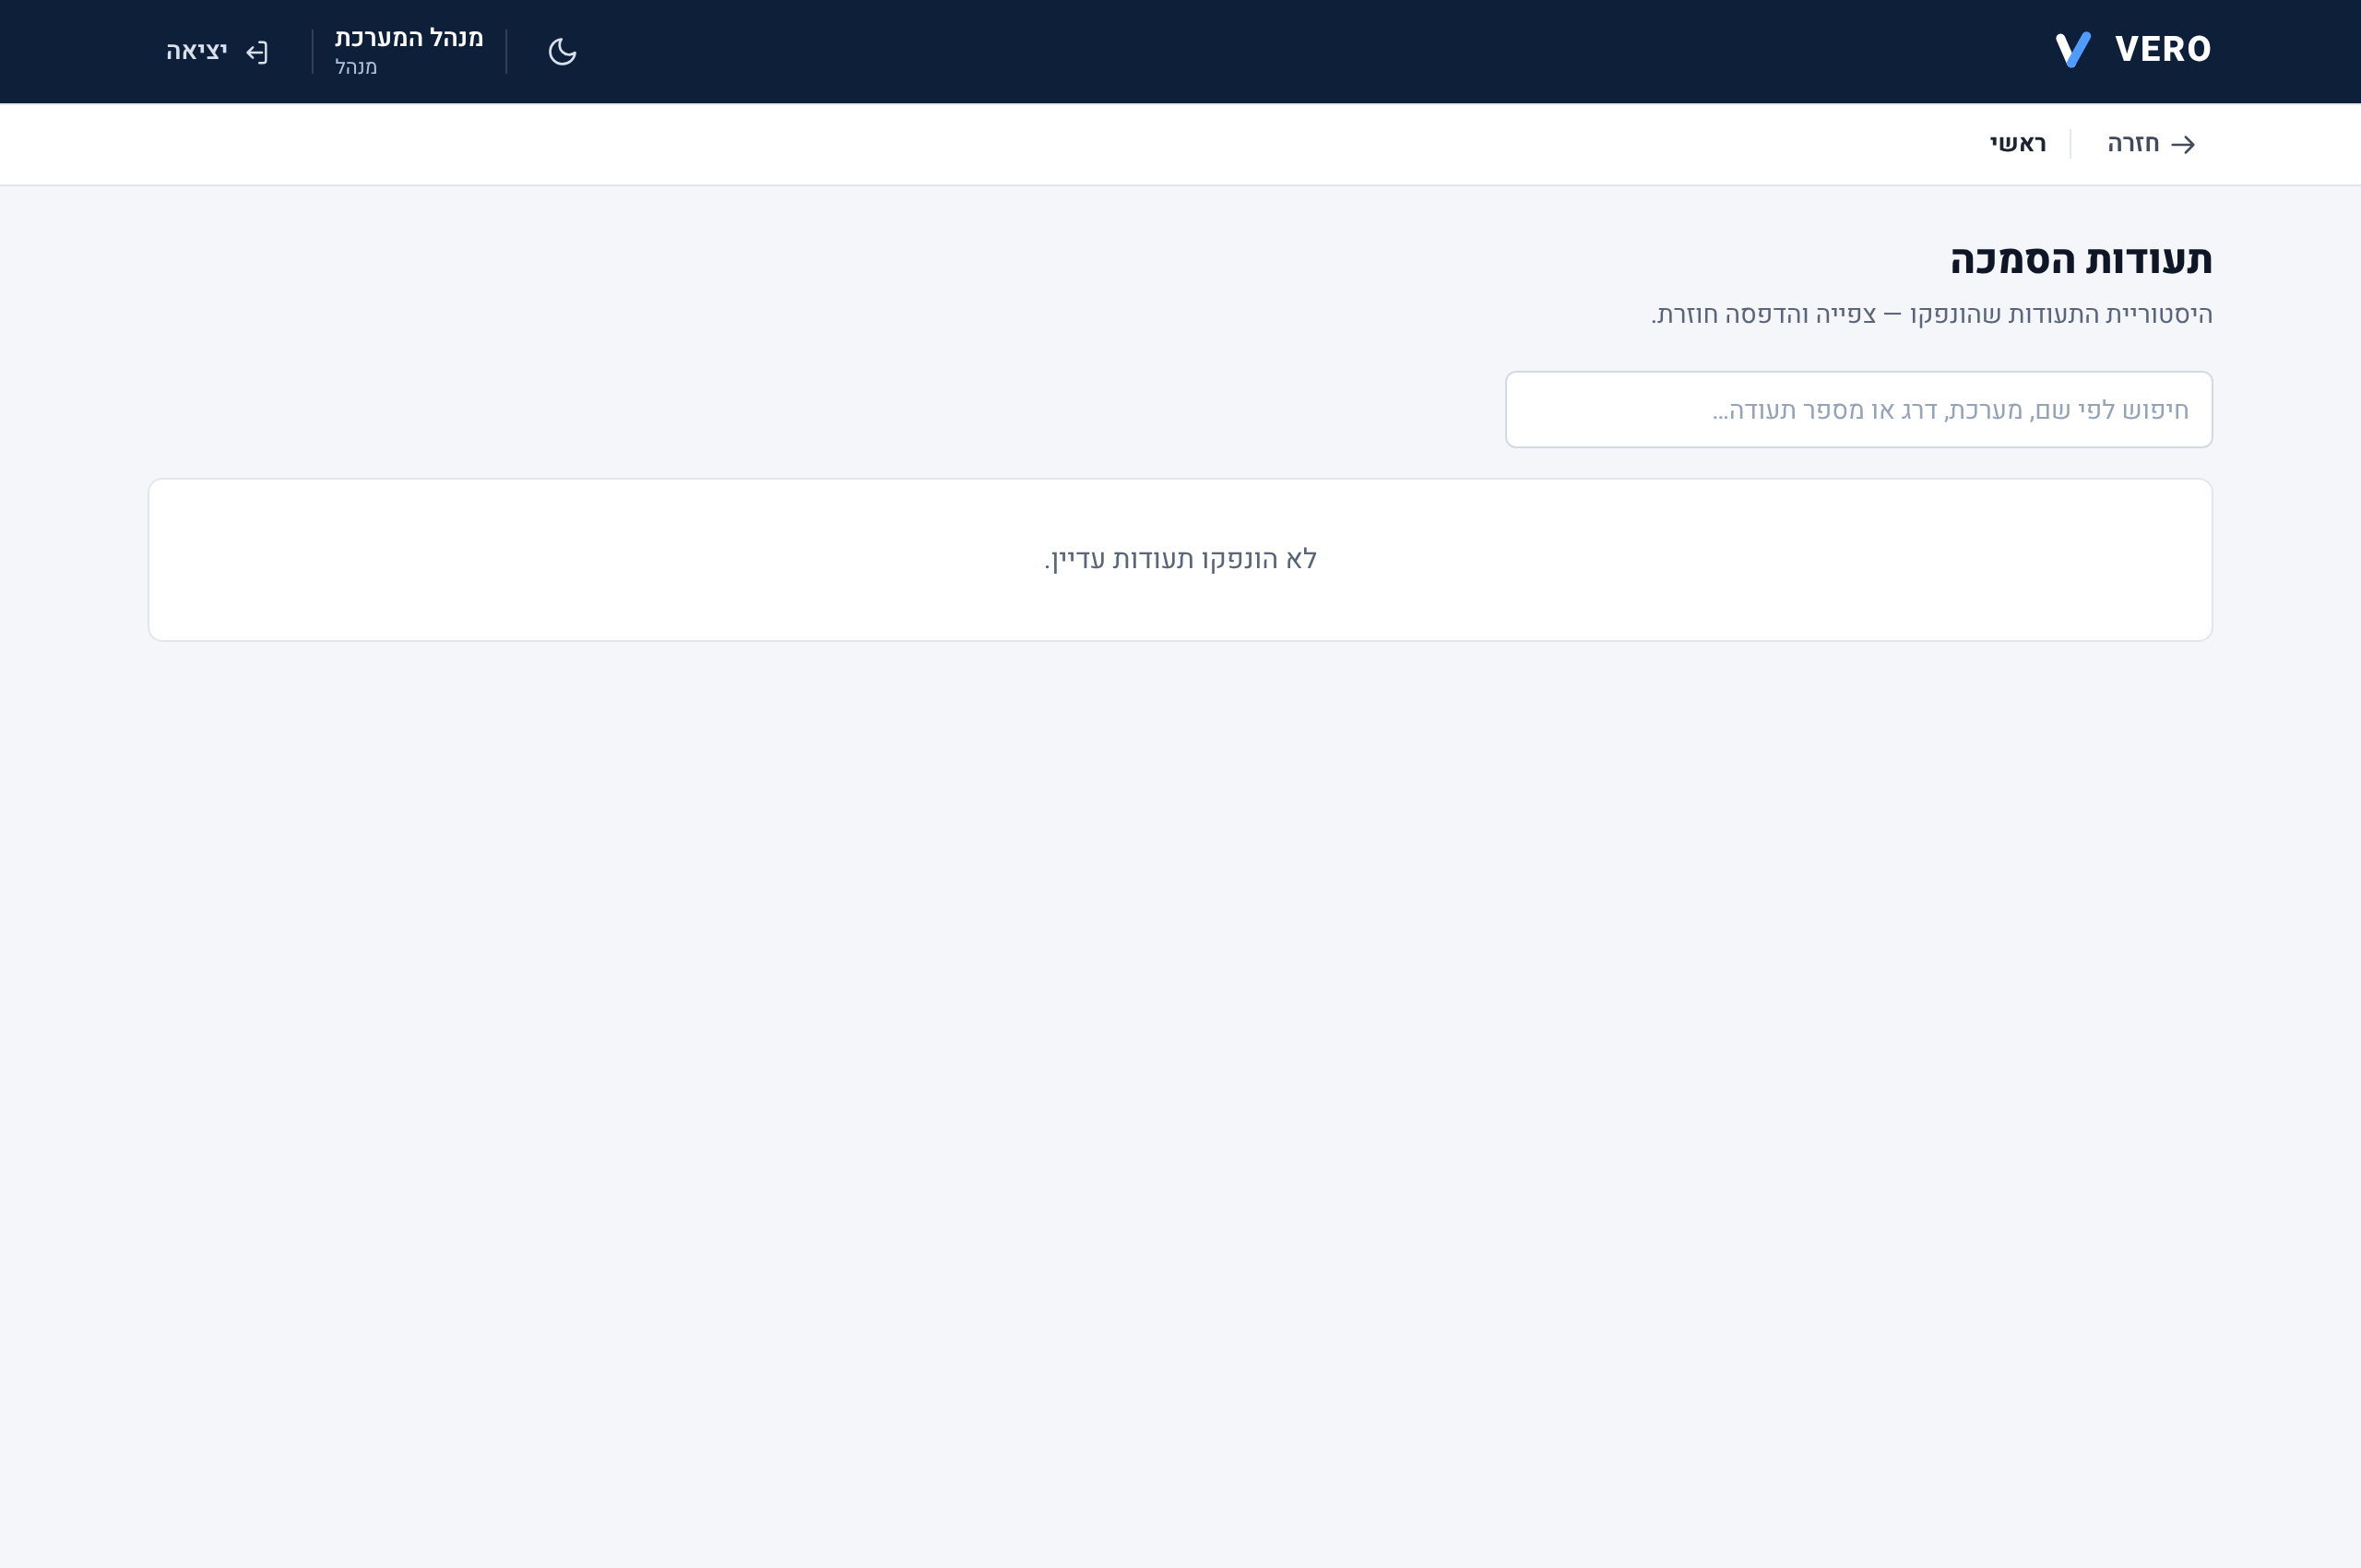 VERO
מנהל המערכת
מנהל
יציאה
חזרה
ראשי
תעודות הסמכה
היסטוריית התעודות שהונפקו — צפייה והדפסה חוזרת.
חיפוש לפי שם, מערכת, דרג או מספר תעודה...
לא הונפקו תעודות עדיין.